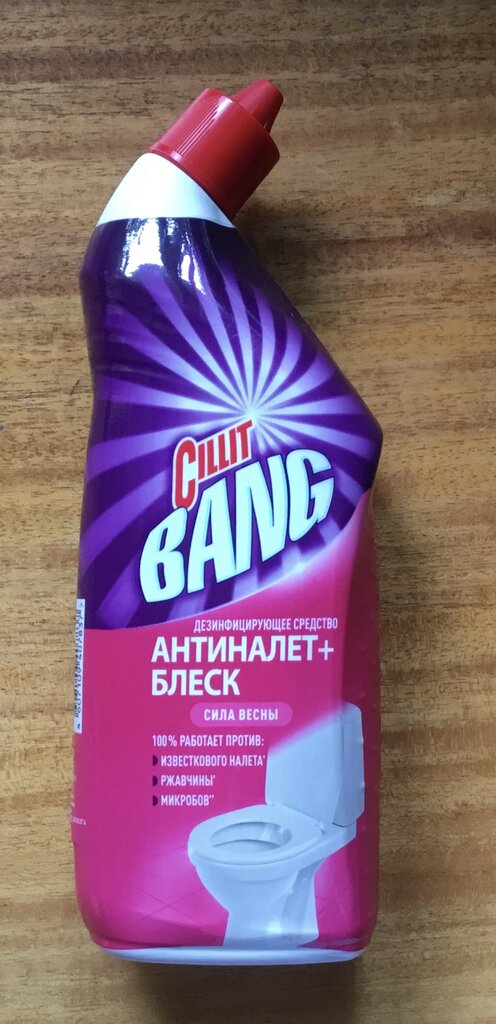 CILLIT
BANG
ДЕЗИНФИЦИРУЮЩЕЕ СРЕДСТВО
АНТИНАЛЕТ+
БЛЕСК
СИЛА ВЕСНЫ
100% РАБОТАЕТ ПРОТИВ:
ИЗВЕСТКОВОГО НАЛЕТА*
РЖАВЧИНЫ*
МИКРОБОВ**